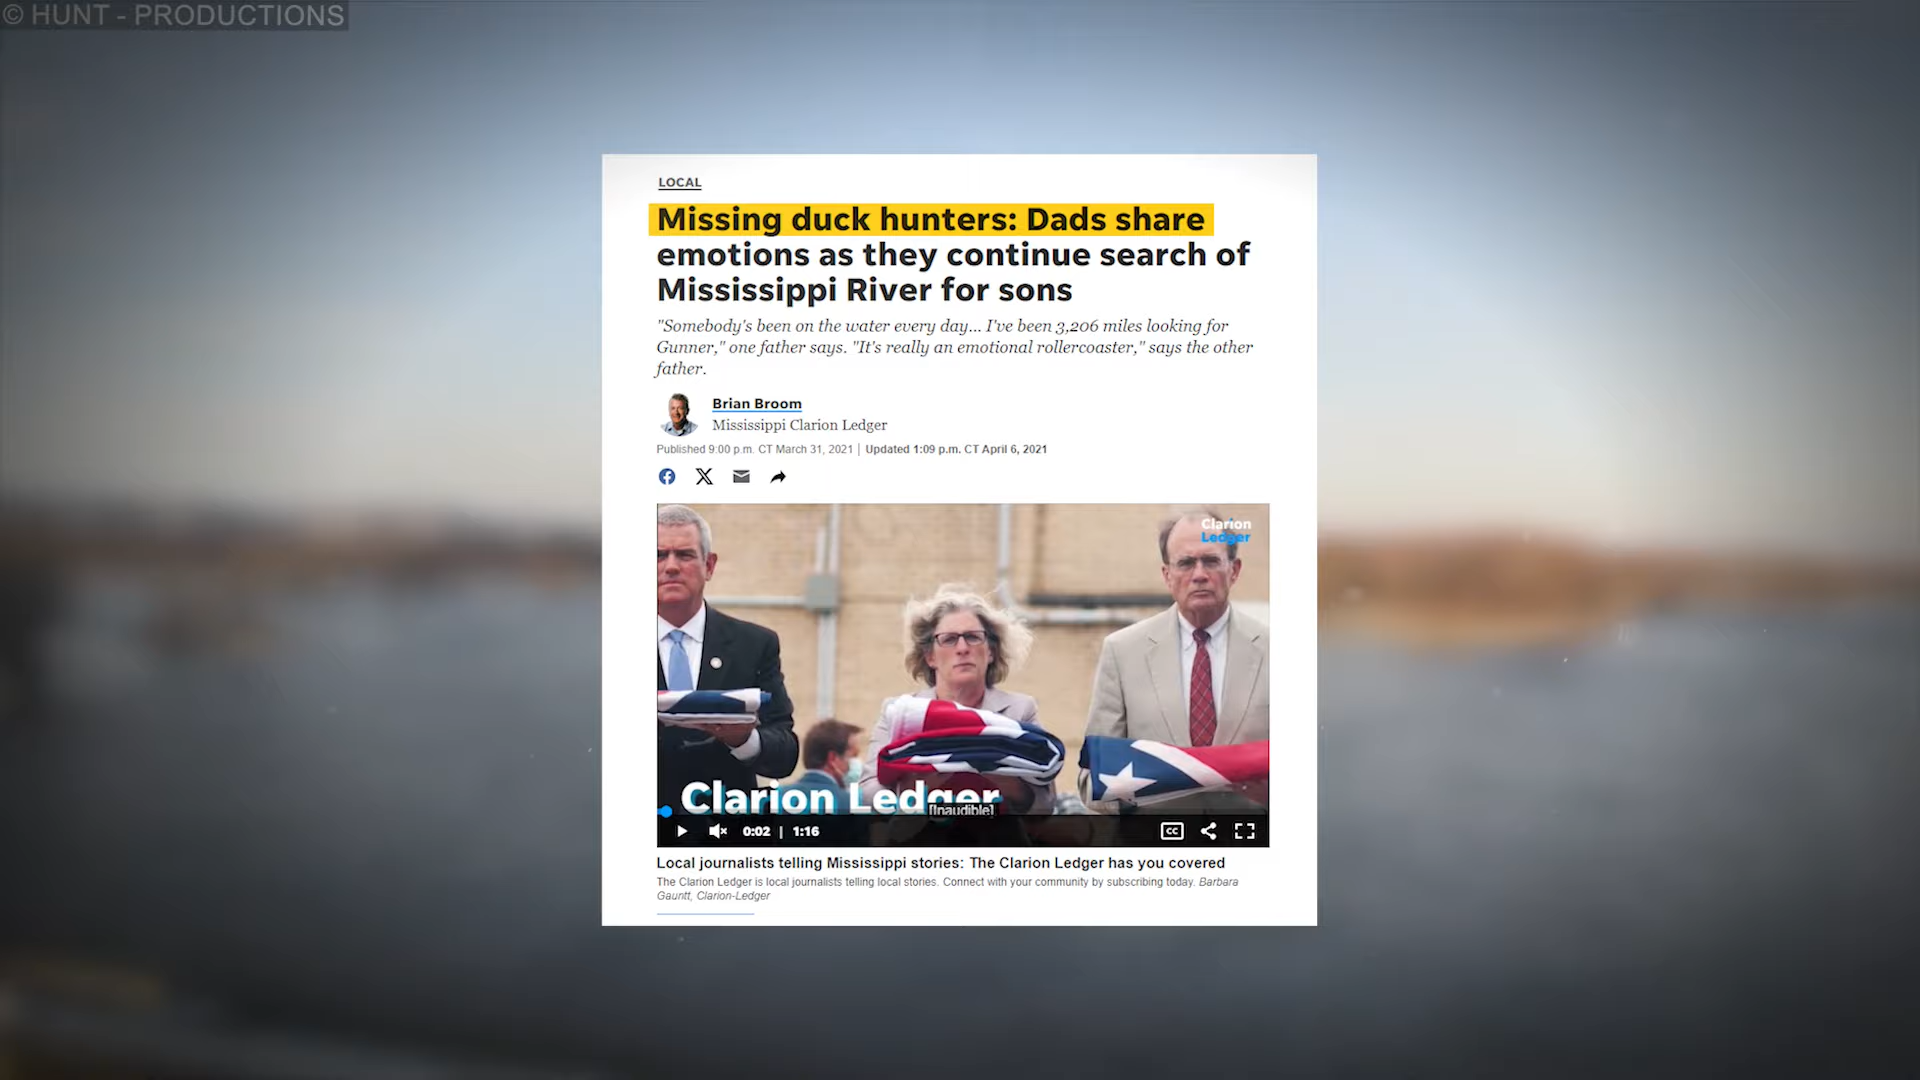 © HUNT - PRODUCTIONS
LOCAL
Missing duck hunters: Dads share
emotions as they continue search of
Mississippi River for sons
"Somebody's been on the water every day... I've been 3,206 miles looking for
Gunner," one father says. "It's really an emotional rollercoaster," says the other
father.
Brian Broom
Mississippi Clarion Ledger
Published 9:00 p.m. CT March 31, 2021 | Updated 1:09 p.m. CT April 6, 2021
Clarion
Ledger
Clarion Ledger
[Inaudible]
0:02 | 1:16
CC
Local journalists telling Mississippi stories: The Clarion Ledger has you covered
The Clarion Ledger is local journalists telling local stories. Connect with your community by subscribing today. Barbara
Gauntt, Clarion-Ledger